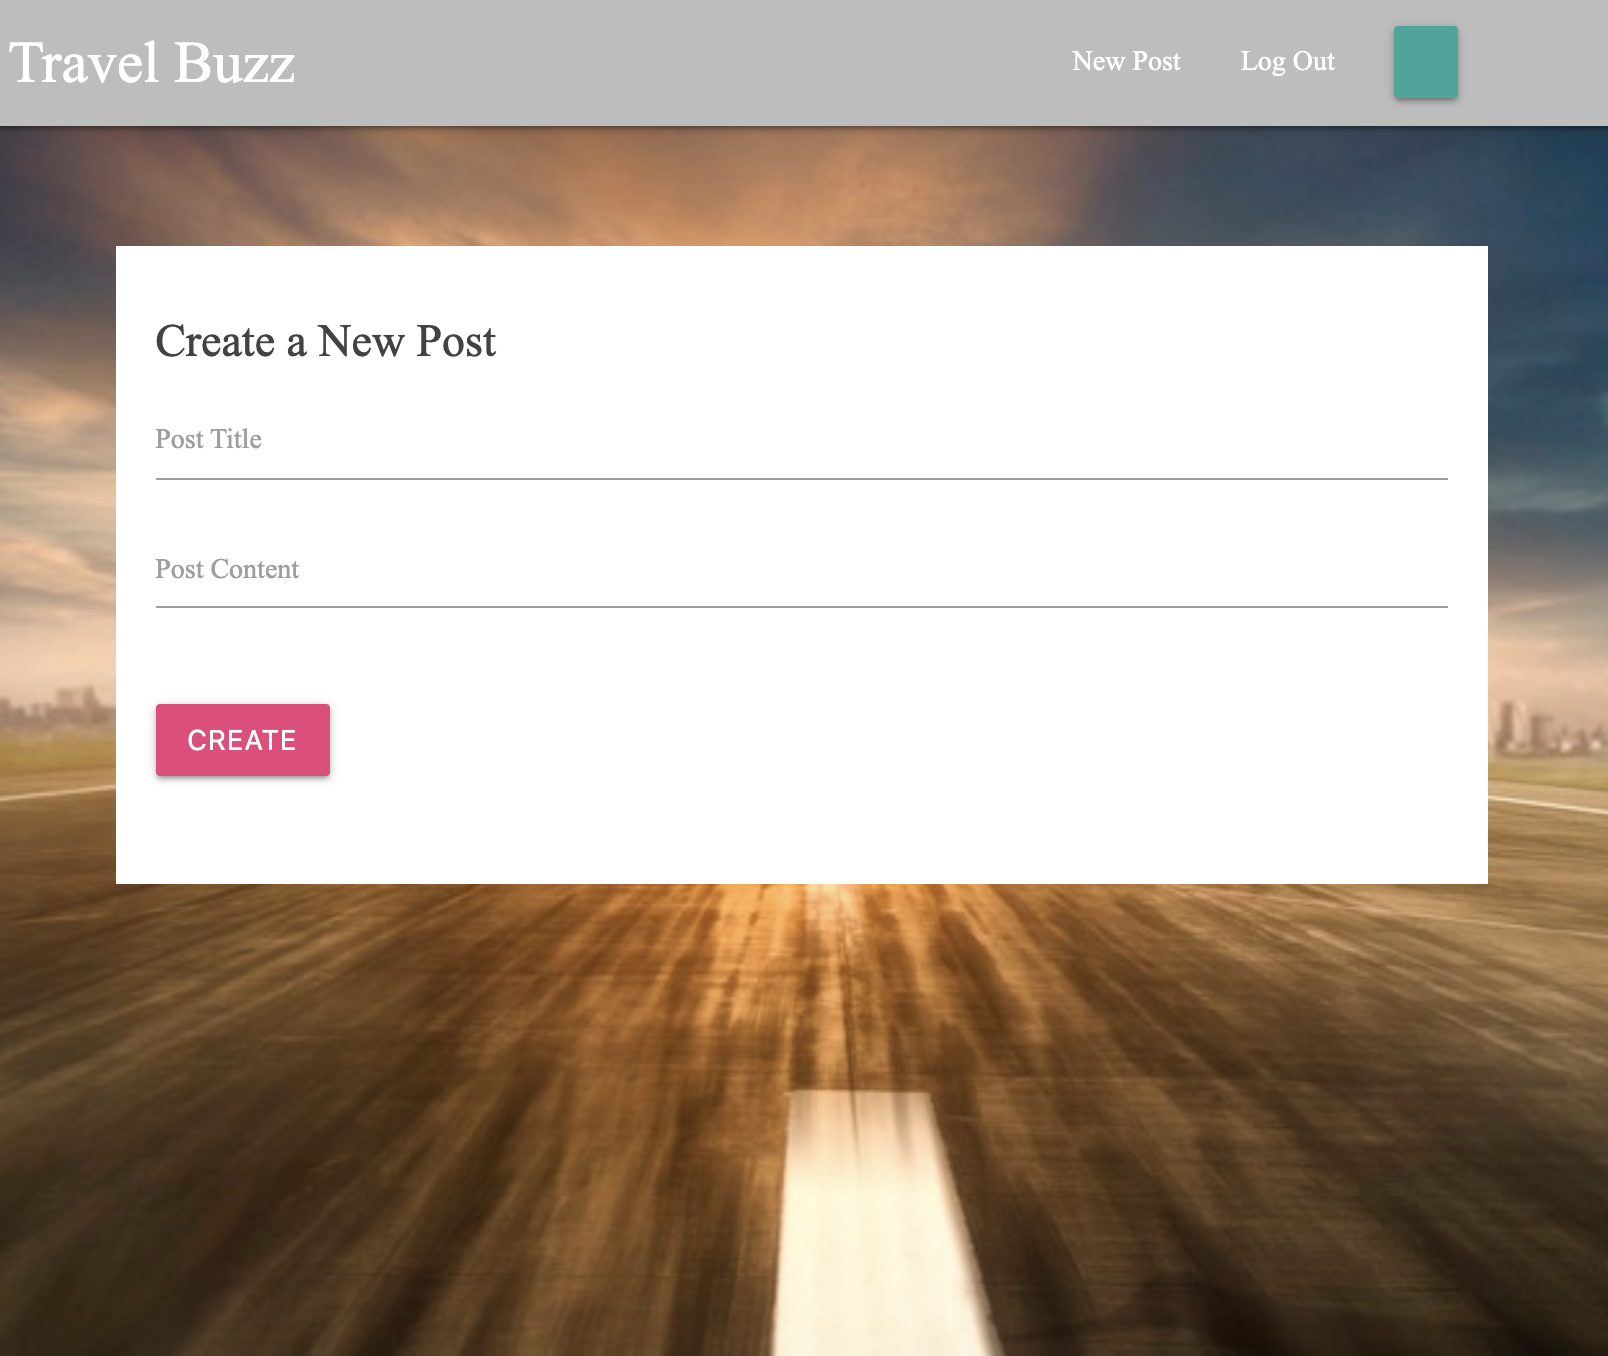 Travel Buzz
New Post
Log Out
Create a New Post
Post Title
Post Content
CREATE